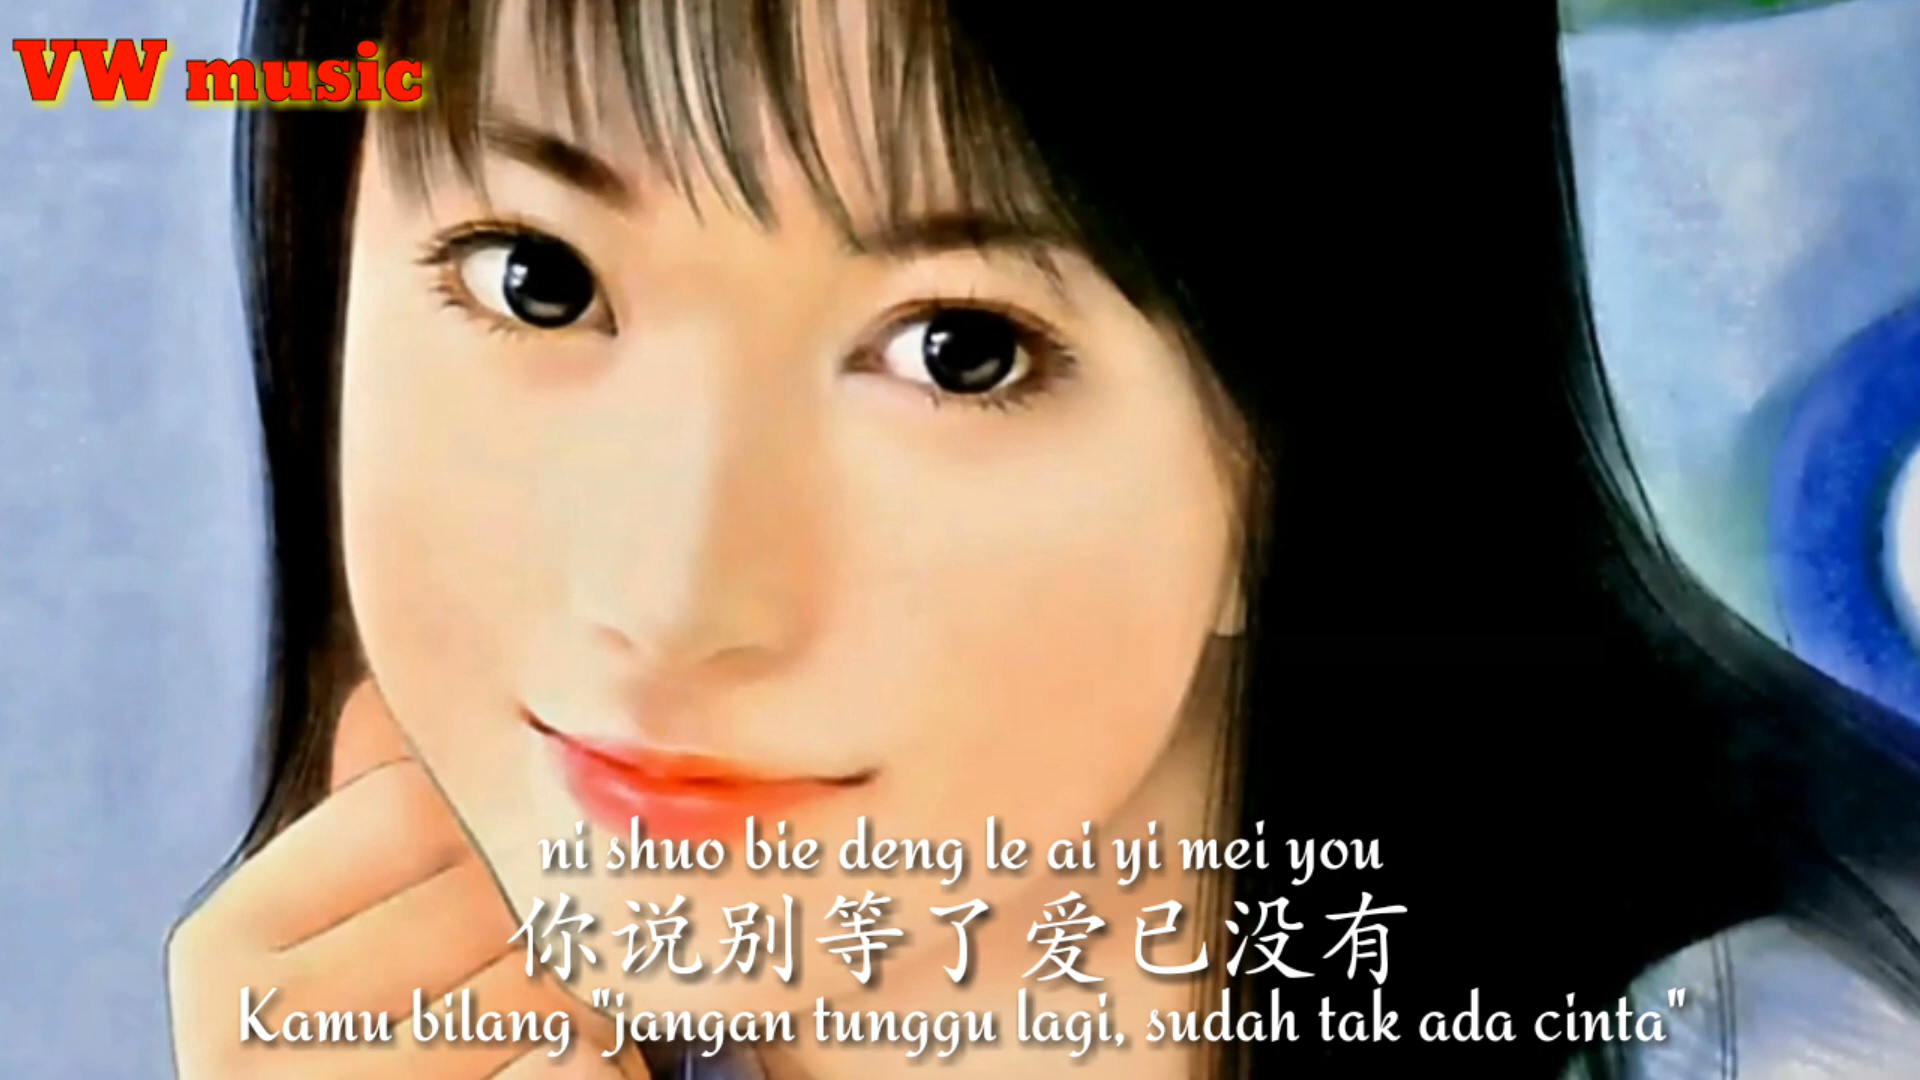 VW music
ni shuo bie deng le ai yi mei you
你说别等了爱已没有
Kamu bilang "jangan tunggu lagi, sudah tak ada cinta"